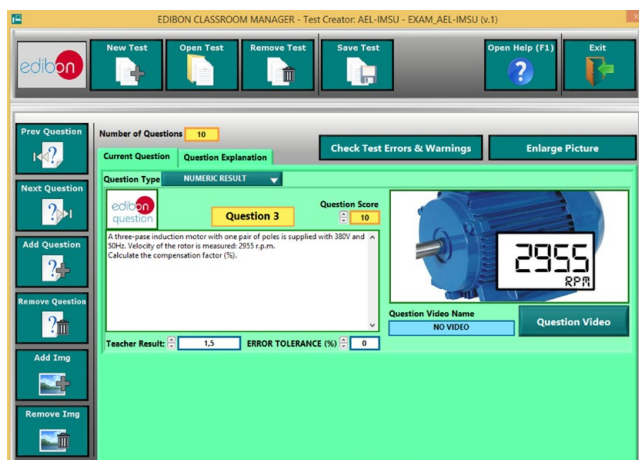 EDIBON CLASSROOM MANAGER - Test Creator: AEL-IMSU - EXAM_AEL-IMSU (v.1)
edibon
New Test
Open Test
Remove Test
Save Test
Open Help (F1)
Exit
Prev Question
Number of Questions 10
Check Test Errors & Warnings
Enlarge Picture
Current Question
Question Explanation
Question Type
NUMERIC RESULT
Next Question
edibon
question
Question 3
Question Score
10
A three-pase induction motor with one pair of poles is supplied with 380V and
50Hz. Velocity of the rotor is measured: 2955 r.p.m.
Calculate the compensation factor (%).
2955
RPM
Add Question
Remove Question
Question Video Name
NO VIDEO
Question Video
Teacher Result: 1,5
ERROR TOLERANCE (%) 0
Add Img
Remove Img